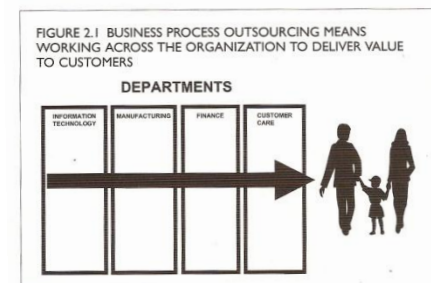 FIGURE 2.1 BUSINESS PROCESS OUTSOURCING MEANS
WORKING ACROSS THE ORGANIZATION TO DELIVER VALUE
TO CUSTOMERS
DEPARTMENTS
INFORMATION
TECHNOLOGY
MANUFACTURING
FINANCE
CUSTOMER
CARE